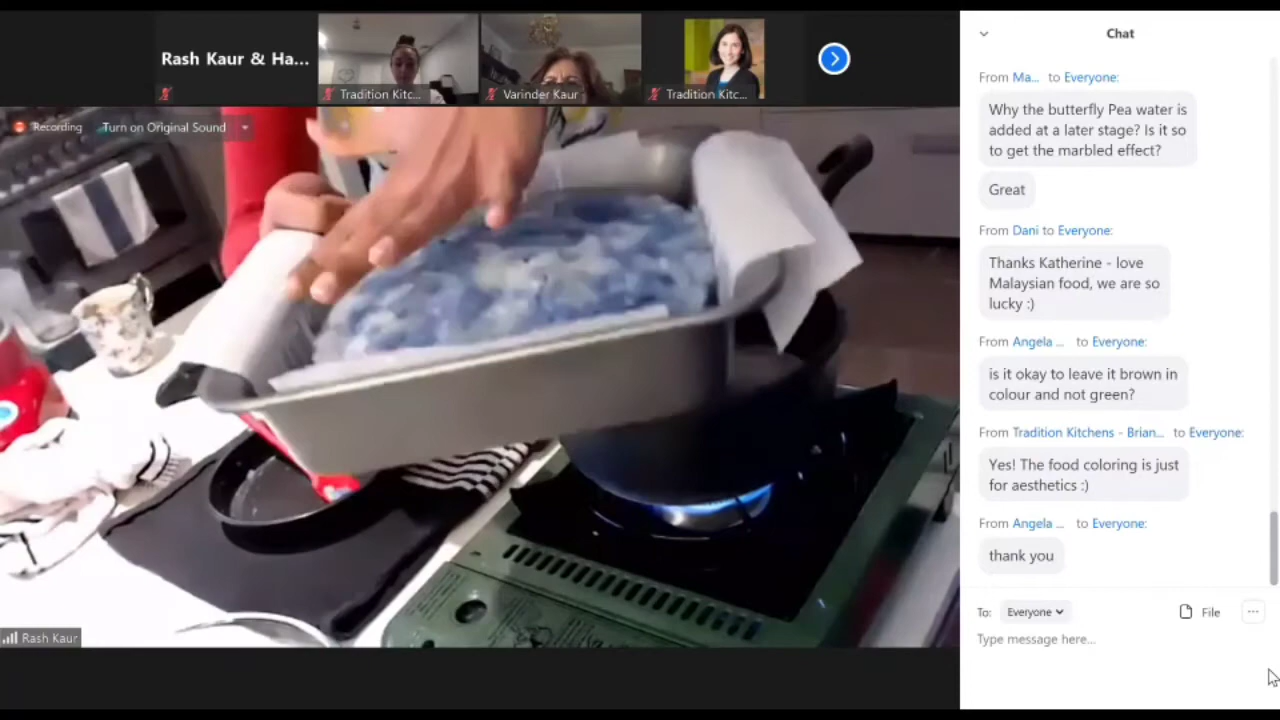 Rash Kaur & Ha...
Tradition Kitc...
Varinder Kaur
Tradition Kitc...
Recording
Turn on Original Sound
Rash Kaur
Chat
From Ma... to Everyone:
Why the butterfly Pea water is
added at a later stage? Is it so
to get the marbled effect?
Great
From Dani to Everyone:
Thanks Katherine - love
Malaysian food, we are so
lucky :)
From Angela ... to Everyone:
is it okay to leave it brown in
colour and not green?
From Tradition Kitchens - Brian... to Everyone:
Yes! The food coloring is just
for aesthetics :)
From Angela ... to Everyone:
thank you
To: Everyone
File
Type message here...